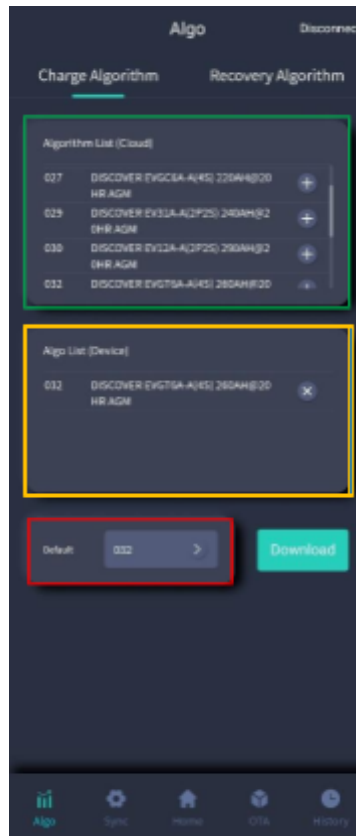 Algo
Disconnec
Charge Algorithm
Recovery Algorithm
Algorithm List (Cloud)
027 DISCOVER EVGC6A-A(4S) 220AH@20
HR AGM
029 DISCOVER EV31A-A(2P2S) 240AH@2
0HR AGM
030 DISCOVER EV12A-A(2P2S) 290AH@2
0HR AGM
032 DISCOVER EVGT6A-A(4S) 260AH@20
Algo List (Device)
032 DISCOVER EVGT6A-A(4S) 260AH@20
HR AGM
Default
032
Download
Algo
Sync
Home
OTA
History